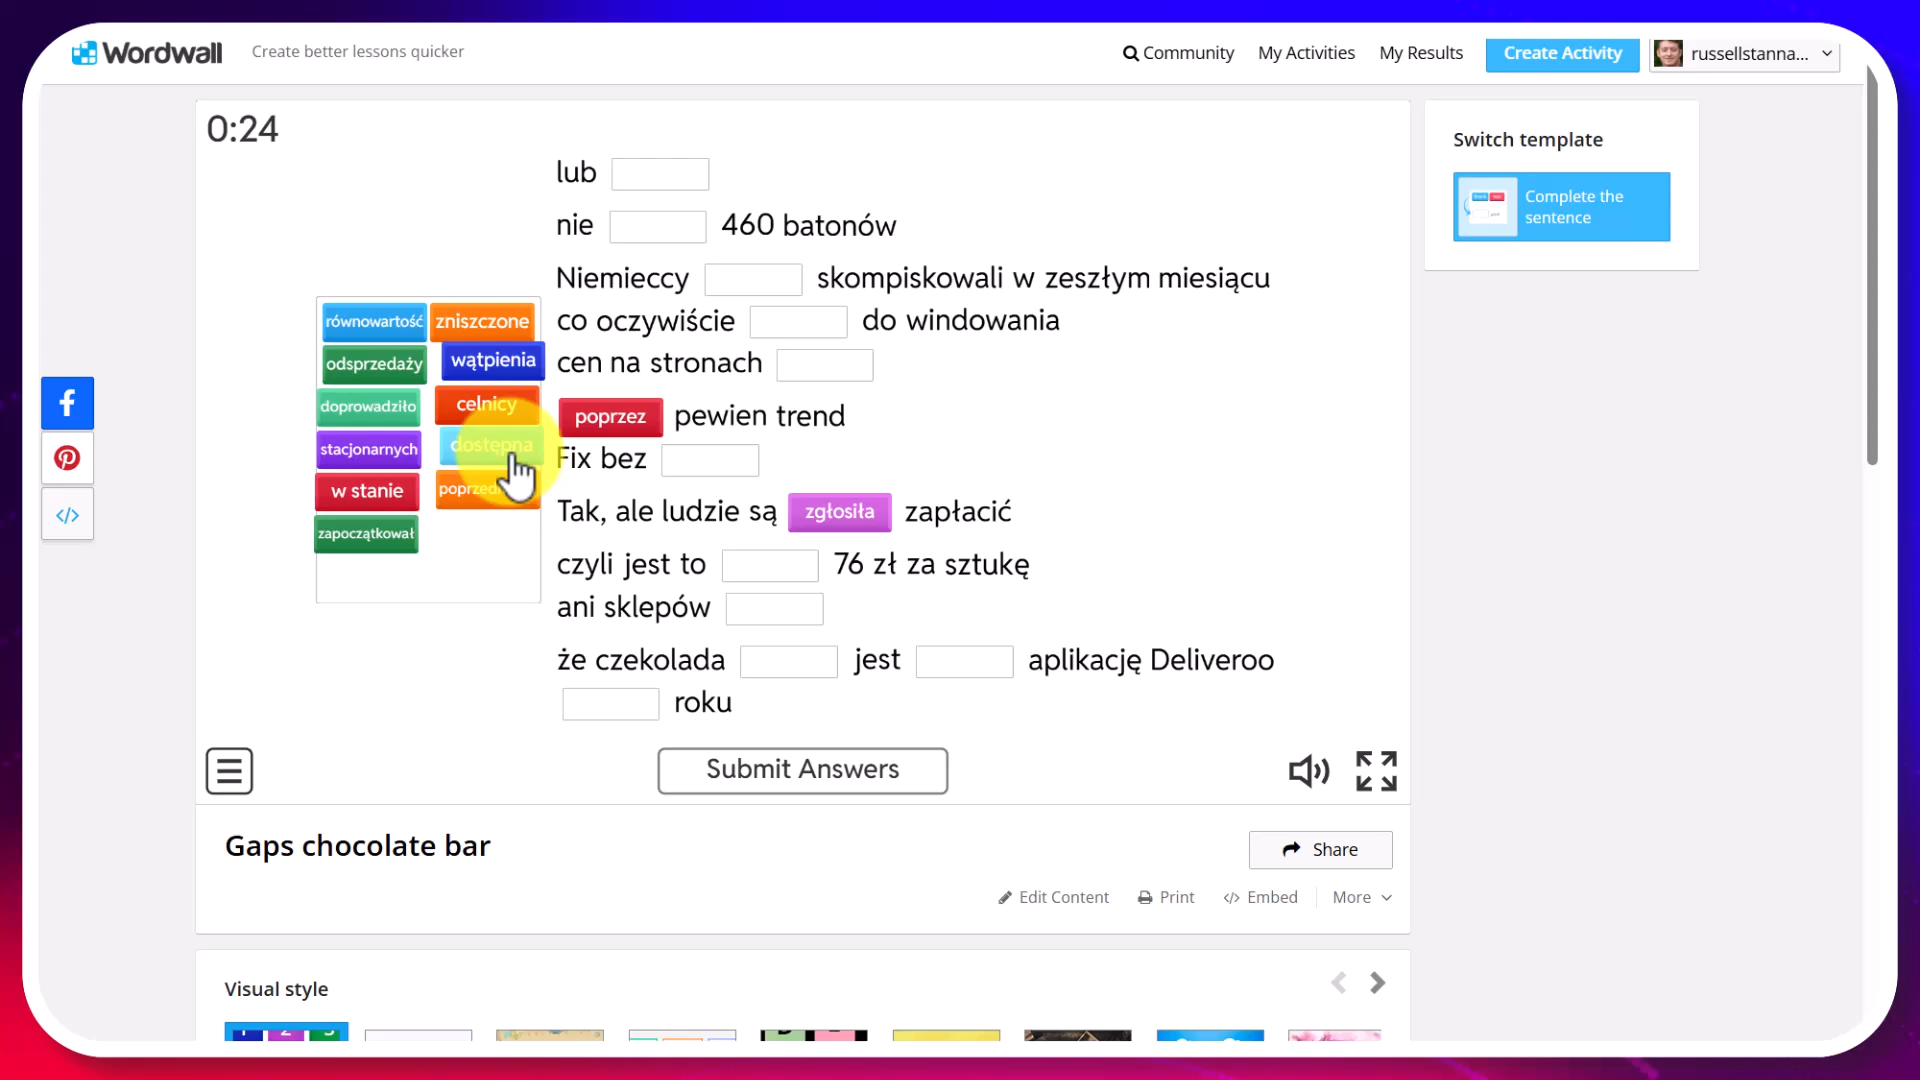 Wordwall Create better lessons quicker Community My Activities My Results Create Activity russellstanna...
0:24
Switch template
Complete the
sentence
lub
nie 460 batonów
Niemieccy skompiskowali w zeszłym miesiącu
co oczywiście do windowania
cen na stronach
poprzez pewien trend
Fix bez
Tak, ale ludzie są zgłosiła zapłacić
czyli jest to 76 zł za sztukę
ani sklepów
że czekolada jest aplikację Deliveroo
roku
równowartość zniszczone
odsprzedaży wątpienia
doprowadziło celnicy
stacjonarnych dostępna
w stanie
zapoczątkował
Submit Answers
Gaps chocolate bar
Share
Edit Content Print Embed More
Visual style